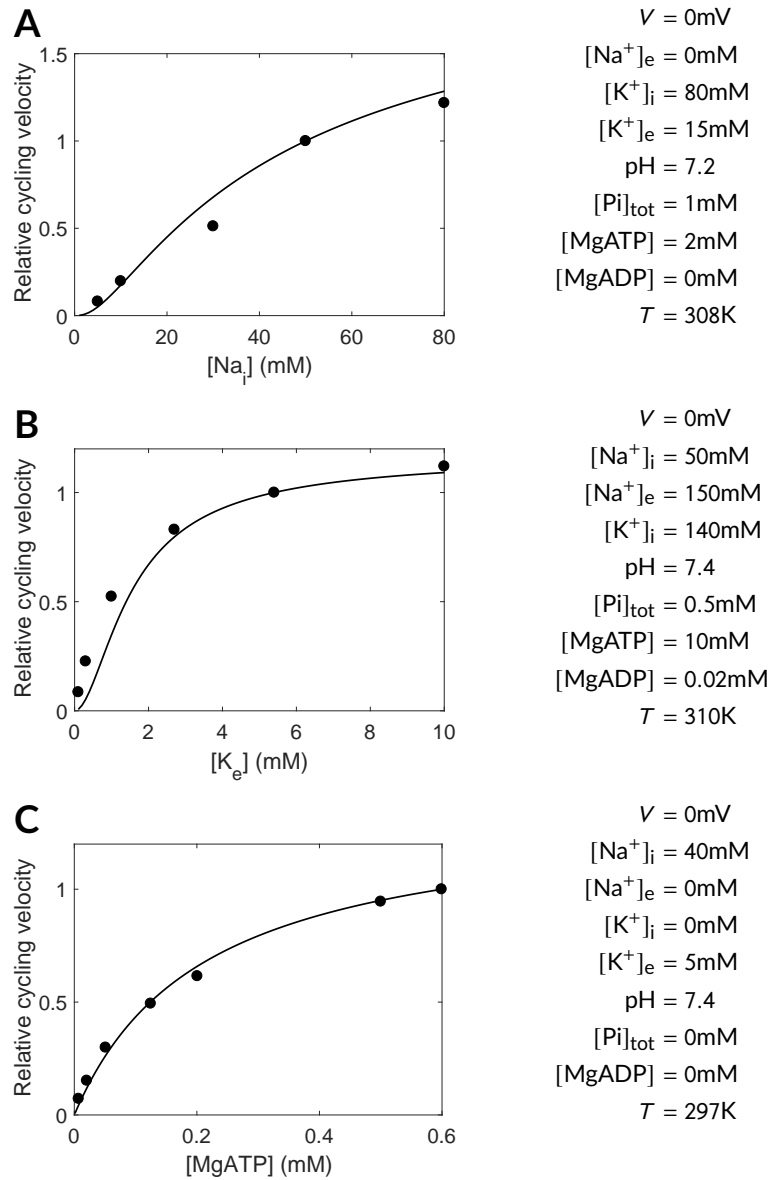 A
V = 0mV
[Na⁺]e = 0mM
[K⁺]i = 80mM
[K⁺]e = 15mM
pH = 7.2
[Pi]tot = 1mM
[MgATP] = 2mM
[MgADP] = 0mM
T = 308K
Relative cycling velocity
1.5
1
0.5
0
0 20 40 60 80
[Na_i] (mM)
B
V = 0mV
[Na⁺]i = 50mM
[Na⁺]e = 150mM
[K⁺]i = 140mM
pH = 7.4
[Pi]tot = 0.5mM
[MgATP] = 10mM
[MgADP] = 0.02mM
T = 310K
Relative cycling velocity
1
0.5
0
0 2 4 6 8 10
[K_e] (mM)
C
V = 0mV
[Na⁺]i = 40mM
[Na⁺]e = 0mM
[K⁺]i = 0mM
[K⁺]e = 5mM
pH = 7.4
[Pi]tot = 0mM
[MgADP] = 0mM
T = 297K
Relative cycling velocity
1
0.5
0
0 0.2 0.4 0.6
[MgATP] (mM)